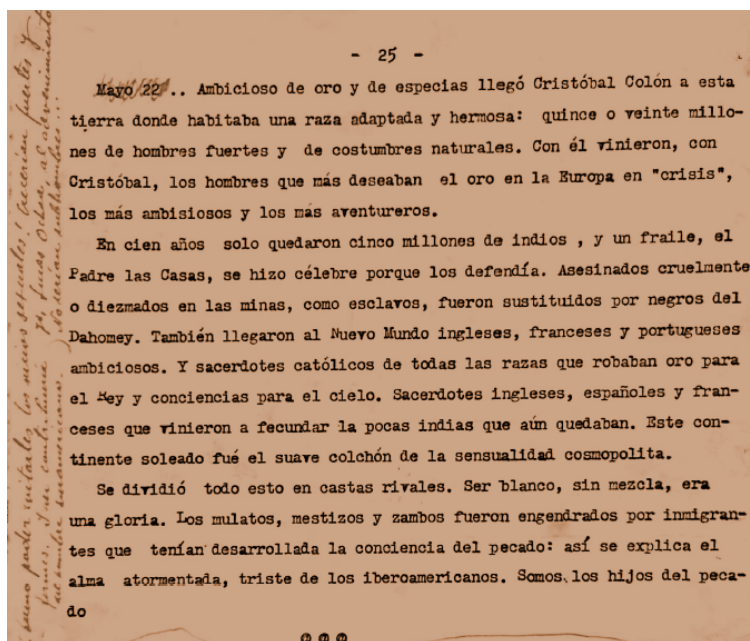 - 25 -
Mayo 22 .. Ambicioso de oro y de especias llegó Cristóbal Colón a esta
tierra donde habitaba una raza adaptada y hermosa: quince o veinte millo-
nes de hombres fuertes y de costumbres naturales. Con él vinieron, con
Cristóbal, los hombres que más deseaban el oro en la Europa en "crisis",
los más ambisiosos y los más aventureros.
En cien años solo quedaron cinco millones de indios , y un fraile, el
Padre las Casas, se hizo célebre porque los defendía. Asesinados cruelmente
o diezmados en las minas, como esclavos, fueron sustituidos por negros del
Dahomey. También llegaron al Nuevo Mundo ingleses, franceses y portugueses
ambiciosos. Y sacerdotes católicos de todas las razas que robaban oro para
el Rey y conciencias para el cielo. Sacerdotes ingleses, españoles y fran-
ceses que vinieron a fecundar la pocas indias que aún quedaban. Este con-
tinente soleado fué el suave colchón de la sensualidad cosmopolita.
Se dividió todo esto en castas rivales. Ser blanco, sin mezcla, era
una gloria. Los mulatos, mestizos y zambos fueron engendrados por inmigran-
tes que tenían desarrollada la conciencia del pecado: así se explica el
alma atormentada, triste de los iberoamericanos. Somos los hijos del peca-
do
bueno poder evitarles los vicios sexuales! crecerían fuertes y